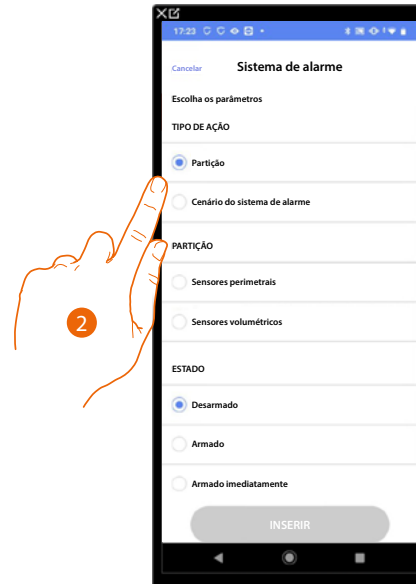 17:23
Cancelar Sistema de alarme
Escolha os parâmetros
TIPO DE AÇÃO
Partição
Cenário do sistema de alarme
PARTIÇÃO
Sensores perimetrais
Sensores volumétricos
2
ESTADO
Desarmado
Armado
Armado imediatamente
INSERIR